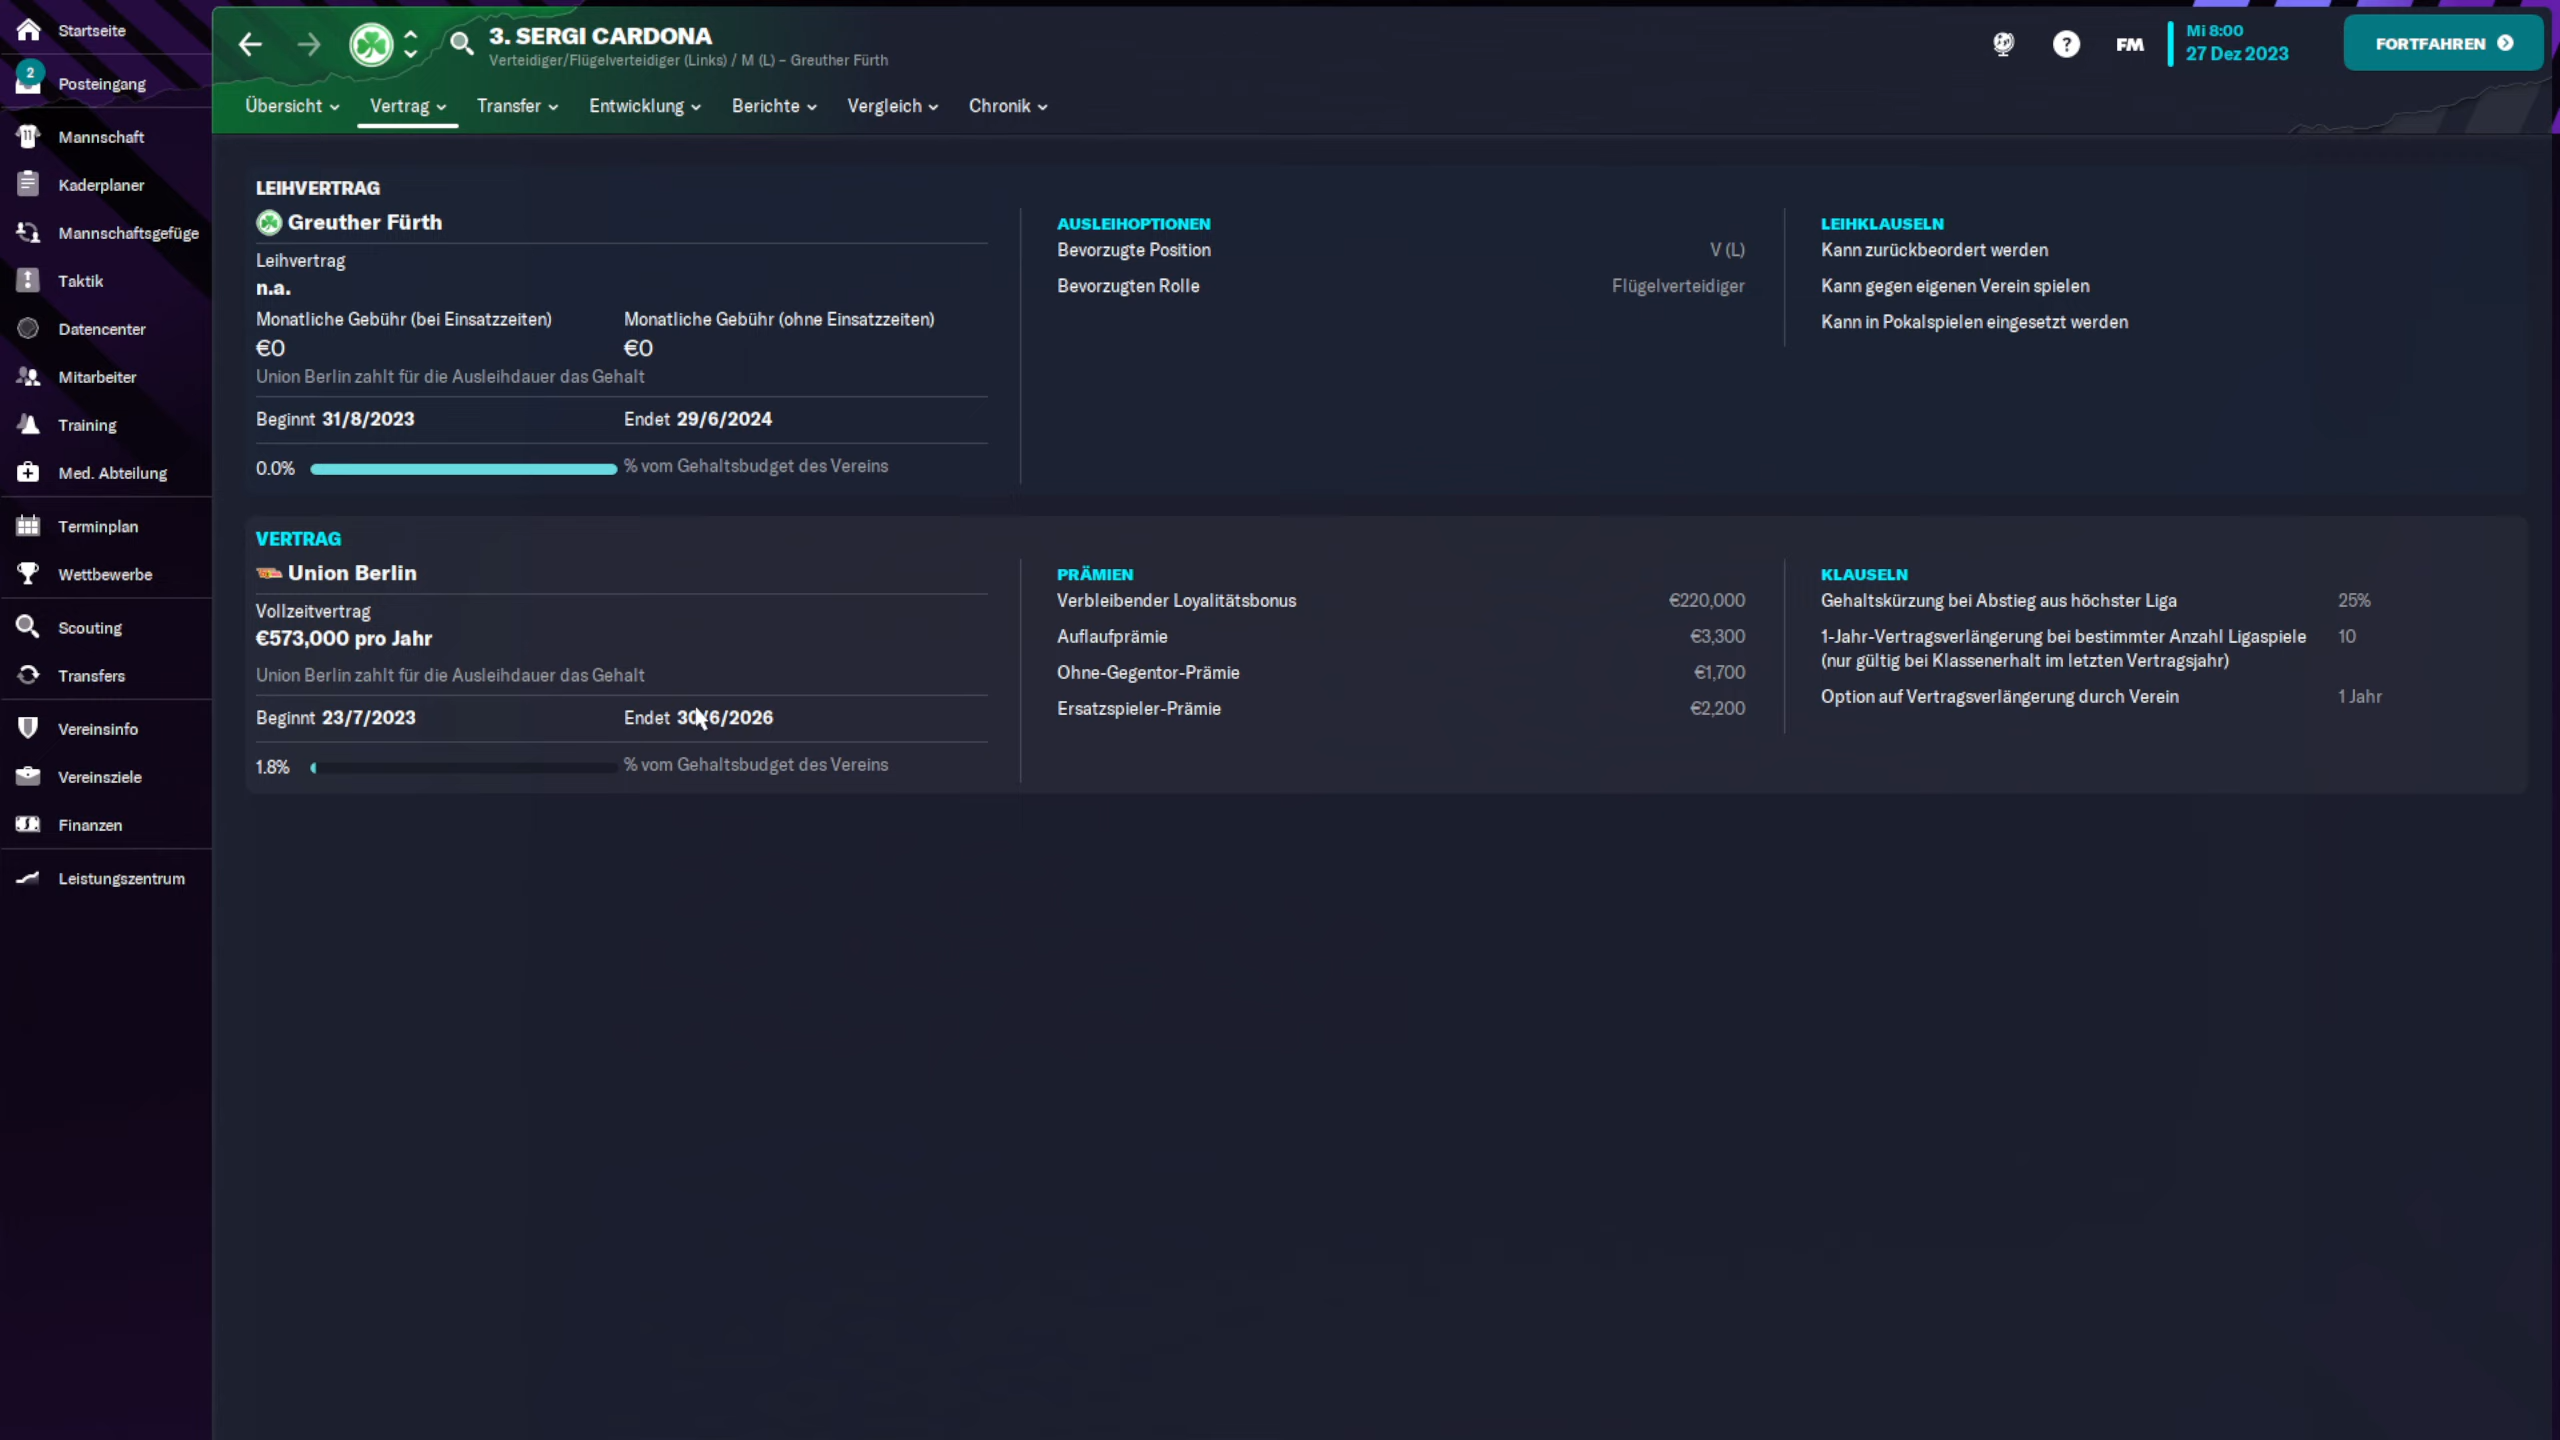 Startseite
2
Posteingang
Mannschaft
Kaderplaner
Mannschaftsgefüge
Taktik
Datencenter
Mitarbeiter
Training
Med. Abteilung
Terminplan
Wettbewerbe
Scouting
Transfers
Vereinsinfo
Vereinsziele
Finanzen
Leistungszentrum
3. SERGI CARDONA
Verteidiger/Flügelverteidiger (Links) / M (L) – Greuther Fürth
FM
Mi 8:00
27 Dez 2023
FORTFAHREN
Übersicht Vertrag Transfer Entwicklung Berichte Vergleich Chronik
LEIHVERTRAG
Greuther Fürth
Leihvertrag
n.a.
Monatliche Gebühr (bei Einsatzzeiten) Monatliche Gebühr (ohne Einsatzzeiten)
€0 €0
Union Berlin zahlt für die Ausleihdauer das Gehalt
Beginnt 31/8/2023 Endet 29/6/2024
0.0% % vom Gehaltsbudget des Vereins
AUSLEIHOPTIONEN
Bevorzugte Position V (L)
Bevorzugten Rolle Flügelverteidiger
LEIHKLAUSELN
Kann zurückbeordert werden
Kann gegen eigenen Verein spielen
Kann in Pokalspielen eingesetzt werden
VERTRAG
Union Berlin
Vollzeitvertrag
€573,000 pro Jahr
Union Berlin zahlt für die Ausleihdauer das Gehalt
Beginnt 23/7/2023 Endet 30/6/2026
1.8% % vom Gehaltsbudget des Vereins
PRÄMIEN
Verbleibender Loyalitätsbonus €220,000
Auflaufprämie €3,300
Ohne-Gegentor-Prämie €1,700
Ersatzspieler-Prämie €2,200
KLAUSELN
Gehaltskürzung bei Abstieg aus höchster Liga 25%
1-Jahr-Vertragsverlängerung bei bestimmter Anzahl Ligaspiele 10
(nur gültig bei Klassenerhalt im letzten Vertragsjahr)
Option auf Vertragsverlängerung durch Verein 1 Jahr